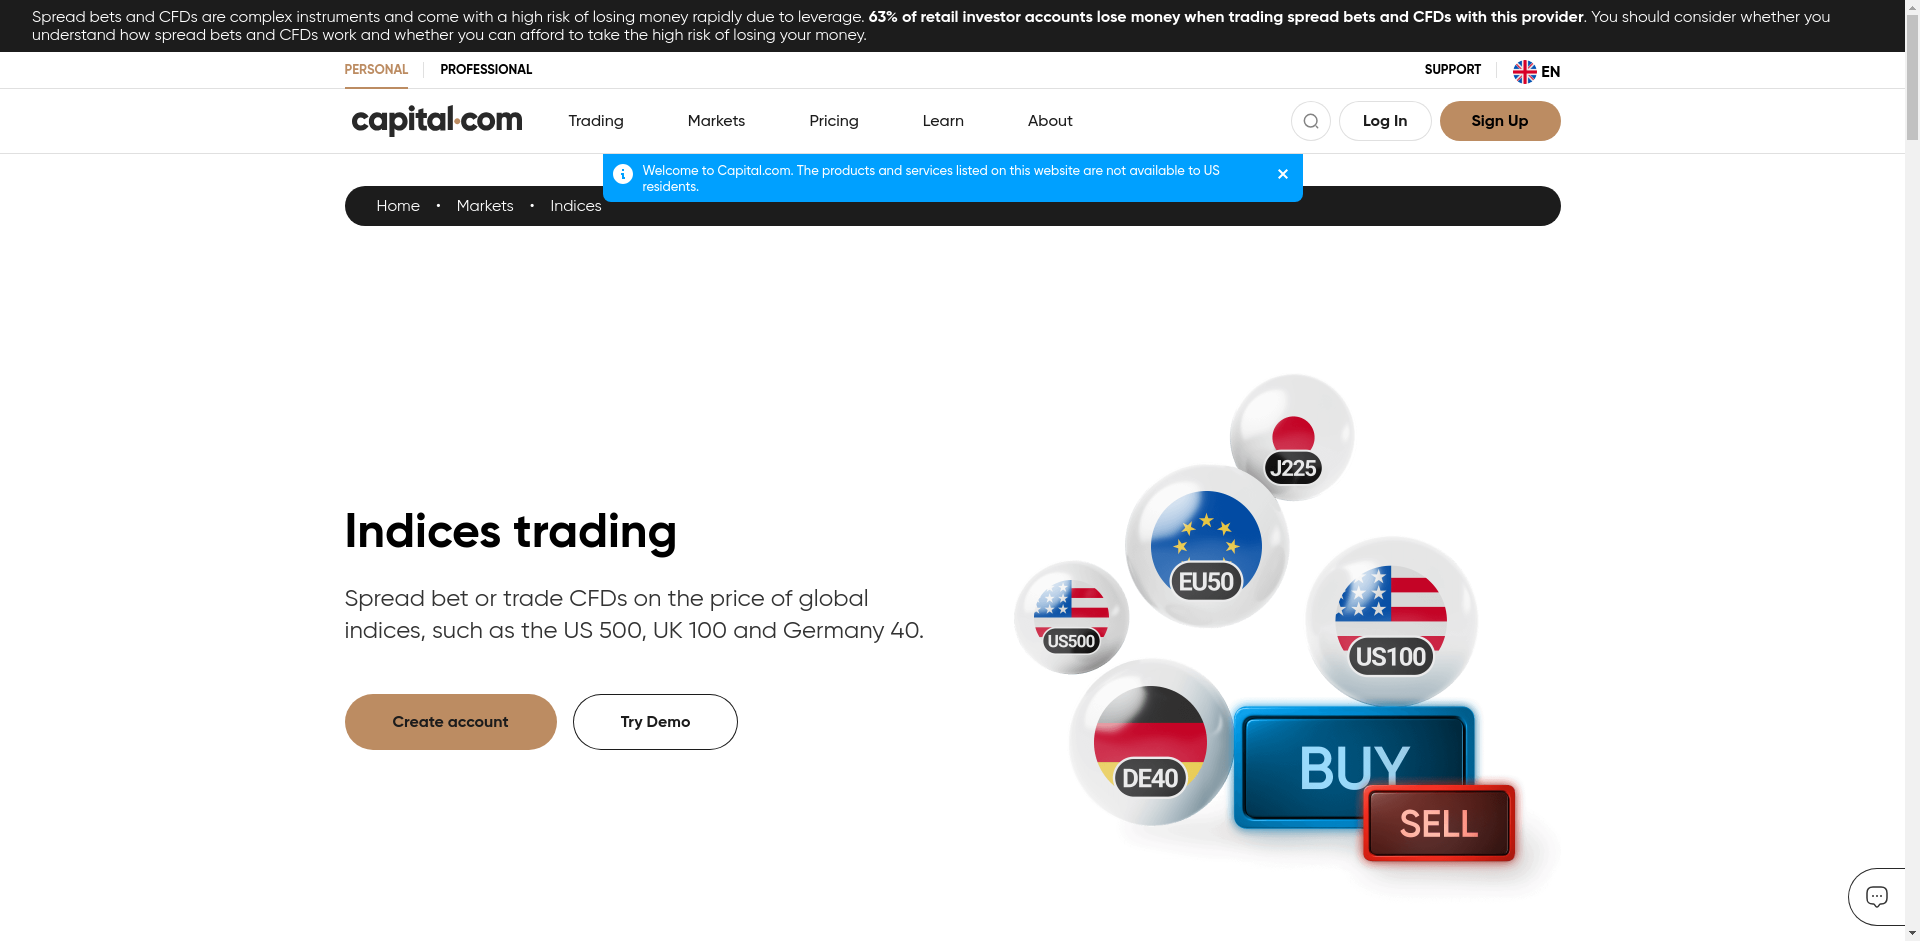 Spread bets and CFDs are complex instruments and come with a high risk of losing money rapidly due to leverage. 63% of retail investor accounts lose money when trading spread bets and CFDs with this provider. You should consider whether you
understand how spread bets and CFDs work and whether you can afford to take the high risk of losing your money.
PERSONAL
PROFESSIONAL
SUPPORT
EN
capital.com
Trading
Markets
Pricing
Learn
About
Log In
Sign Up
Welcome to Capital.com. The products and services listed on this website are not available to US
residents.
Home • Markets • Indices
J225
EU50
US500
US100
DE40
BUY
SELL
Indices trading
Spread bet or trade CFDs on the price of global
indices, such as the US 500, UK 100 and Germany 40.
Create account
Try Demo